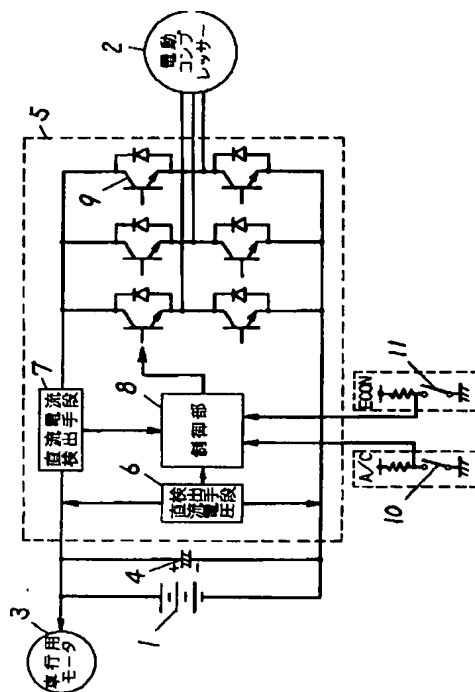 3
車行用
モータ
1
4
+
-
5
7
直流電流
検出手段
6
直流電圧
検出手段
8
制御部
9
2
電動
コンプ
レッサー
A/C
10
ECON
11